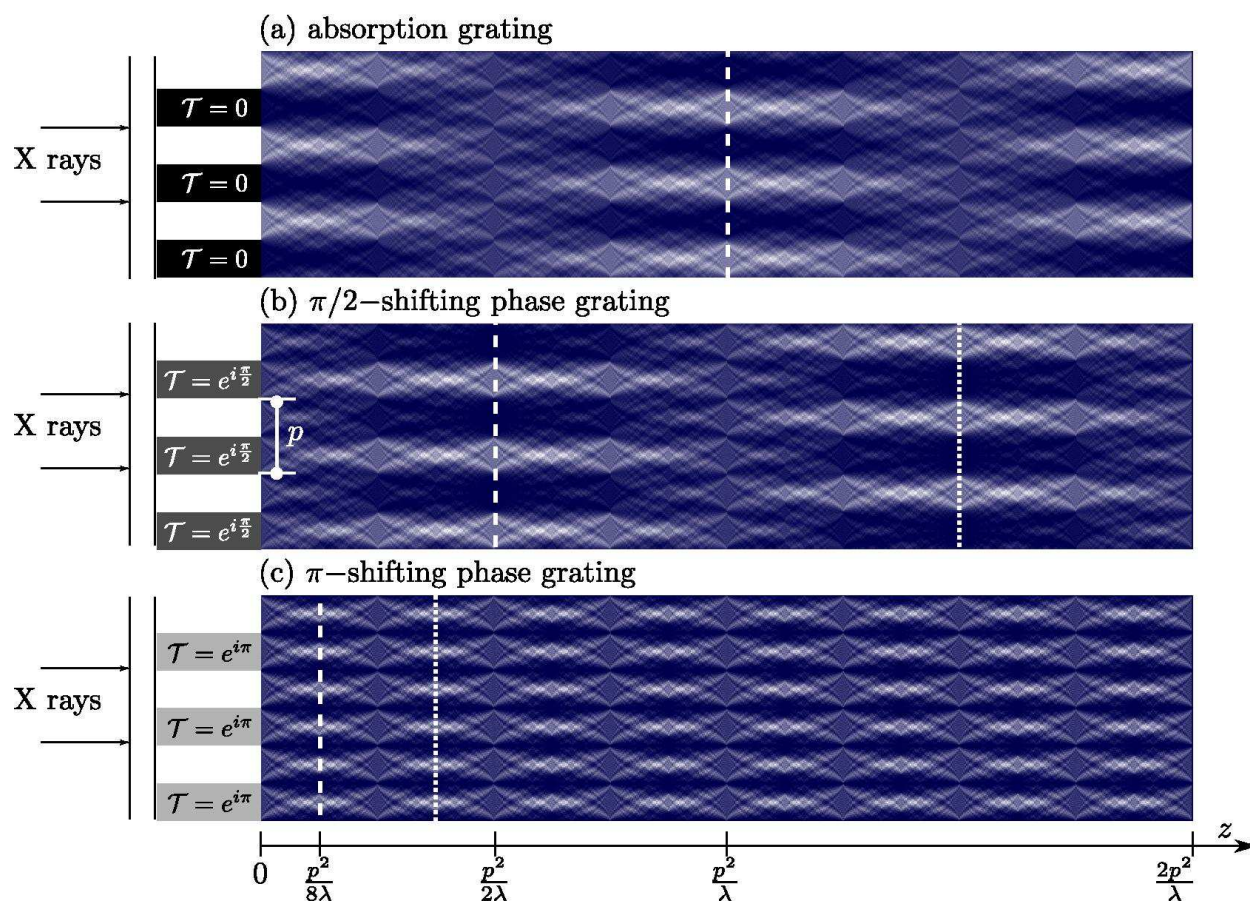 (a) absorption grating
X rays
𝒯 = 0
𝒯 = 0
𝒯 = 0
(b) π/2−shifting phase grating
X rays
𝒯 = e^{iπ/2}
p
𝒯 = e^{iπ/2}
𝒯 = e^{iπ/2}
(c) π−shifting phase grating
X rays
𝒯 = e^{iπ}
𝒯 = e^{iπ}
𝒯 = e^{iπ}
z
0 p²/8λ p²/2λ p²/λ 2p²/λ